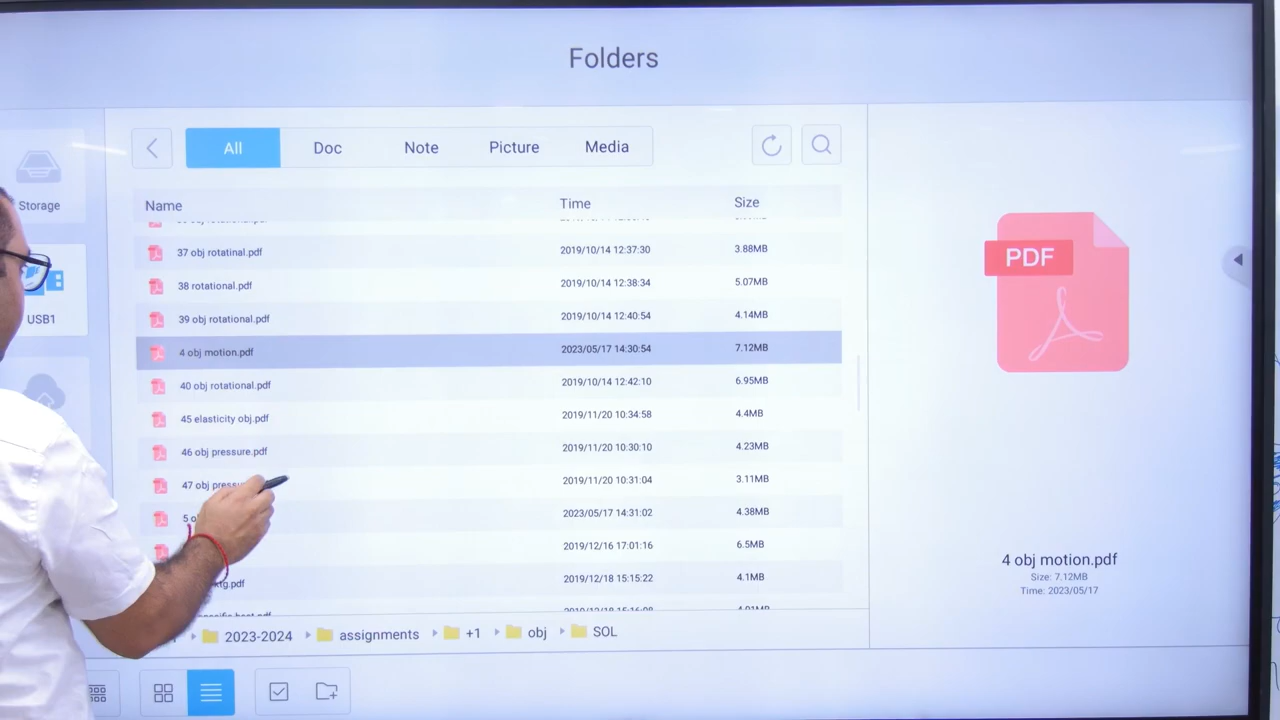 Folders
Storage
USB1
All Doc Note Picture Media
Name Time Size
37 obj rotatinal.pdf 2019/10/14 12:37:30 3.88MB
38 rotational.pdf 2019/10/14 12:38:34 5.07MB
39 obj rotational.pdf 2019/10/14 12:40:54 4.14MB
4 obj motion.pdf 2023/05/17 14:30:54 7.12MB
40 obj rotational.pdf 2019/10/14 12:42:10 6.95MB
45 elasticity obj.pdf 2019/11/20 10:34:58 4.4MB
46 obj pressure.pdf 2019/11/20 10:30:10 4.23MB
47 obj 2019/11/20 10:31:04 3.11MB
5 2023/05/17 14:31:02 4.38MB
2019/12/16 17:01:16 6.5MB
ktg.pdf 2019/12/18 15:15:22 4.1MB
2023-2024 assignments +1 obj SOL
PDF
4 obj motion.pdf
Size: 7.12MB
Time: 2023/05/17